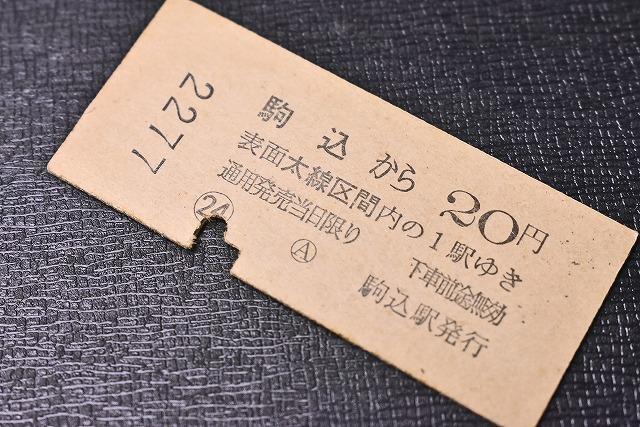 2277
駒込から 20円
表面太線区間内の1駅ゆき
通用発売当日限り 下車前途無効
24 A 駒込駅発行